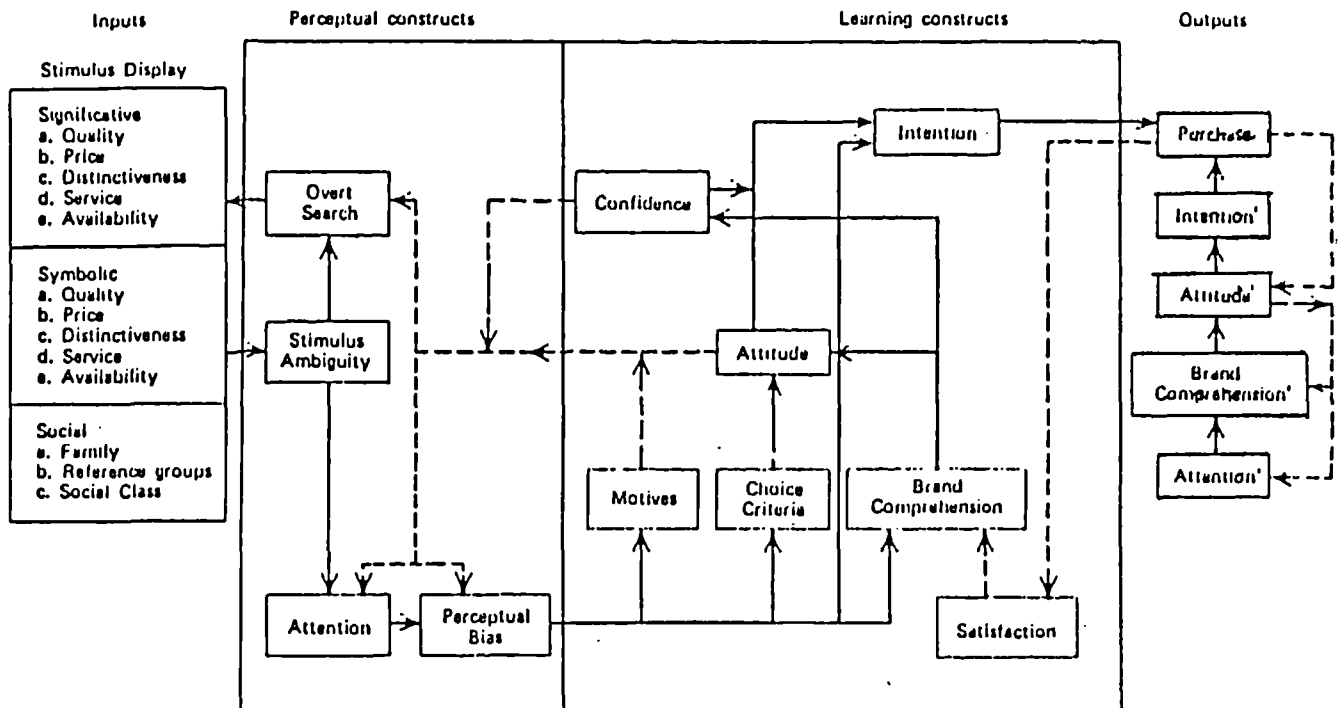 Inputs
Perceptual constructs
Learning constructs
Outputs
Stimulus Display
Significative
a. Quality
b. Price
c. Distinctiveness
d. Service
e. Availability
Symbolic
a. Quality
b. Price
c. Distinctiveness
d. Service
e. Availability
Social
a. Family
b. Reference groups
c. Social Class
Overt
Search
Stimulus
Ambiguity
Attention
Perceptual
Bias
Intention
Confidence
Attitude
Motives
Choice
Criteria
Brand
Comprehension
Satisfaction
Purchase
Intention'
Attitude'
Brand
Comprehension'
Attention'